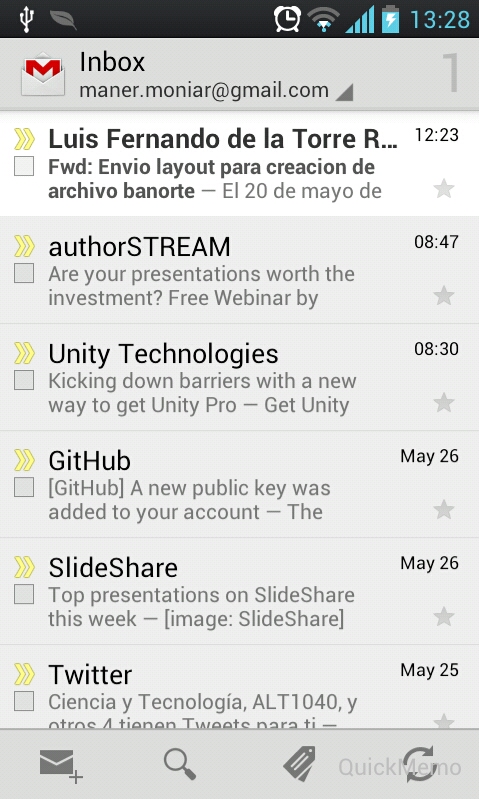 13:28
Inbox
maner.moniar@gmail.com
1
Luis Fernando de la Torre R...
12:23
Fwd: Envio layout para creacion de
archivo banorte — El 20 de mayo de
authorSTREAM
08:47
Are your presentations worth the
investment? Free Webinar by
Unity Technologies
08:30
Kicking down barriers with a new
way to get Unity Pro — Get Unity
GitHub
May 26
[GitHub] A new public key was
added to your account — The
SlideShare
May 26
Top presentations on SlideShare
this week — [image: SlideShare]
Twitter
May 25
Ciencia y Tecnología, ALT1040, y
otros 4 tienen Tweets para ti —
QuickMemo